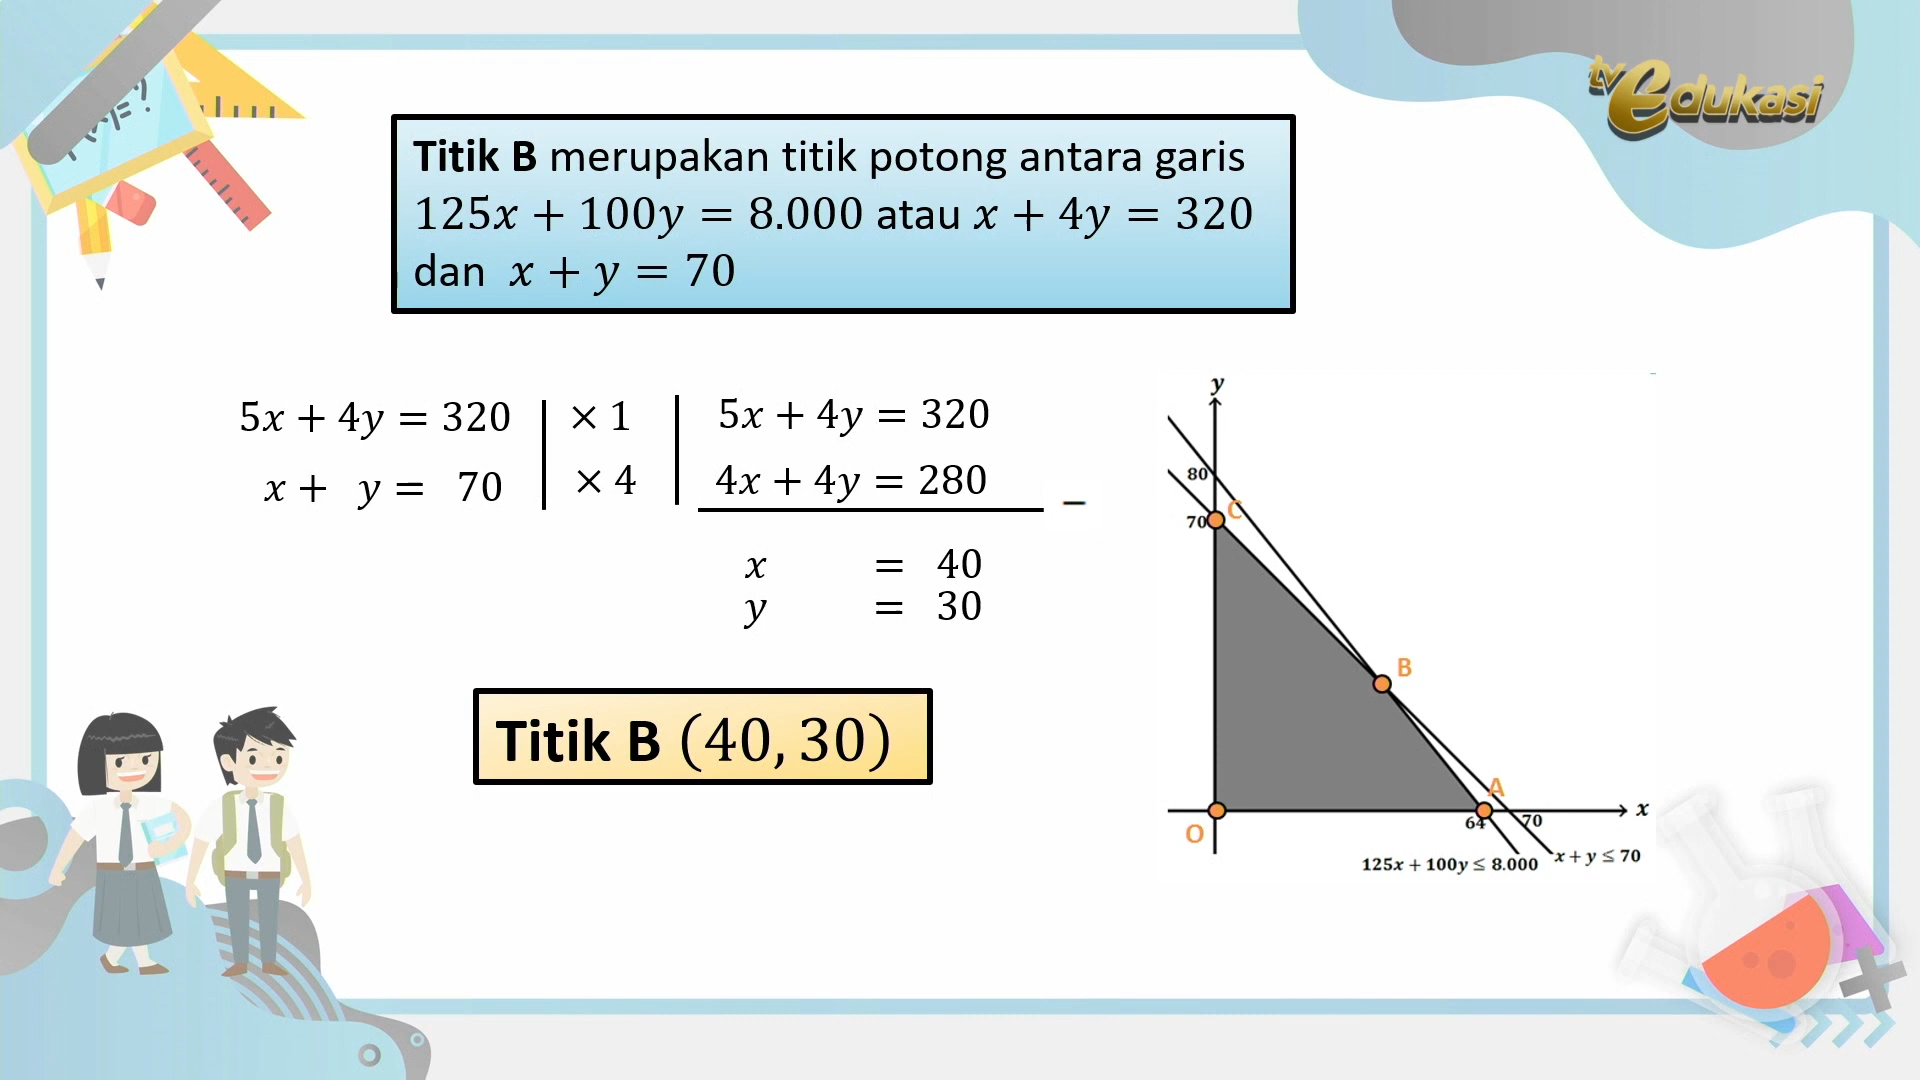 tv edukasi
Titik B merupakan titik potong antara garis
125x + 100y = 8.000 atau x + 4y = 320
dan x + y = 70
5x + 4y = 320 | × 1 | 5x + 4y = 320
x + y = 70 | × 4 | 4x + 4y = 280
−
x = 40
y = 30
Titik B (40, 30)
y
80
C
70
B
A
x
64
70
O
x + y ≤ 70
125x + 100y ≤ 8.000